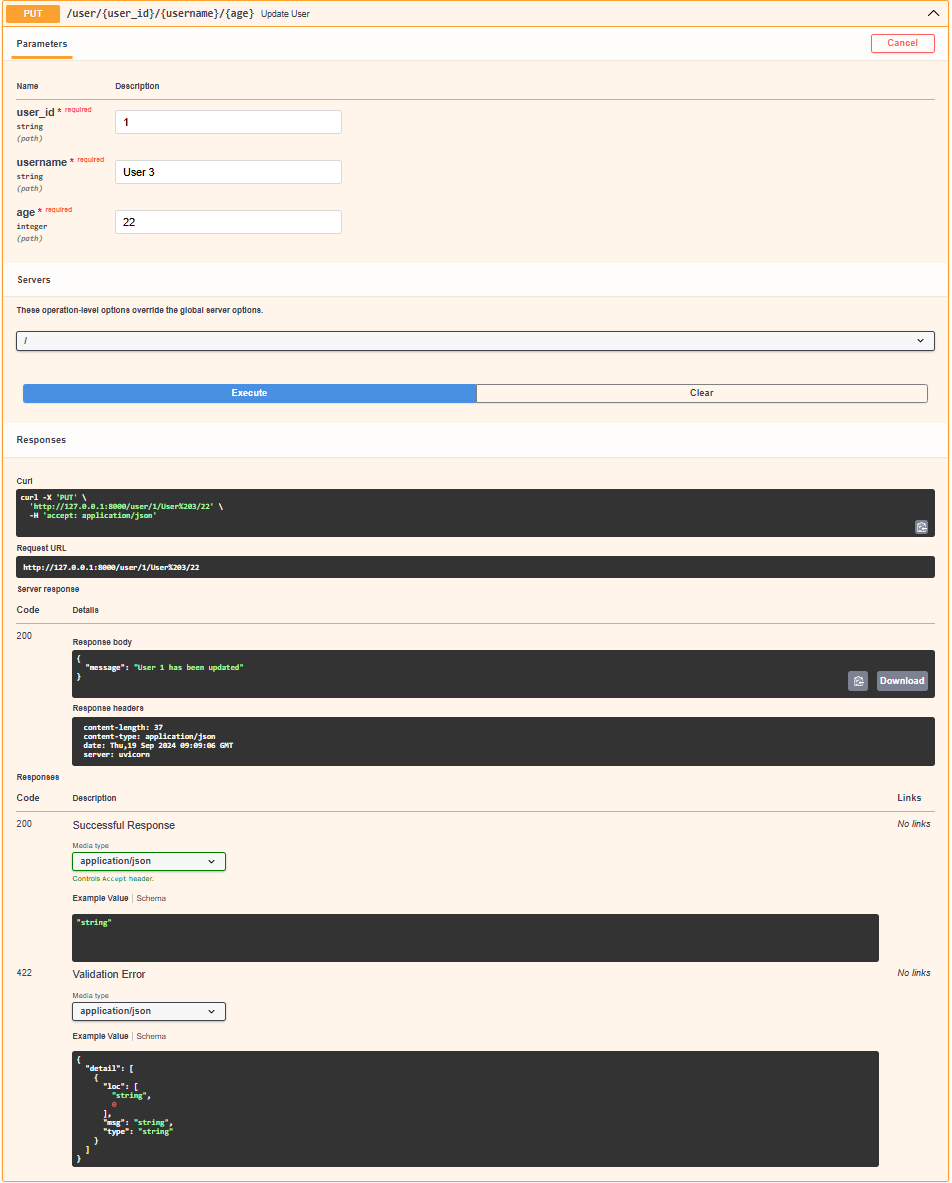 PUT /user/{user_id}/{username}/{age} Update User
Parameters
Cancel
Name Description
user_id * required
string
(path)
1
username * required
string
(path)
User 3
age * required
integer
(path)
22
Servers
These operation-level options override the global server options.
/
Execute Clear
Responses
Curl
curl -X 'PUT' \
'http://127.0.0.1:8000/user/1/User%203/22' \
-H 'accept: application/json'
Request URL
http://127.0.0.1:8000/user/1/User%203/22
Server response
Code Details
200
Response body
{
"message": "User 1 has been updated"
}
Download
Response headers
content-length: 37
content-type: application/json
date: Thu,19 Sep 2024 09:09:06 GMT
server: uvicorn
Responses
Code Description Links
200 Successful Response No links
Media type
application/json
Controls Accept header.
Example Value | Schema
"string"
422 Validation Error No links
Media type
application/json
Example Value | Schema
{
"detail": [
{
"loc": [
"string",
0
],
"msg": "string",
"type": "string"
}
]
}